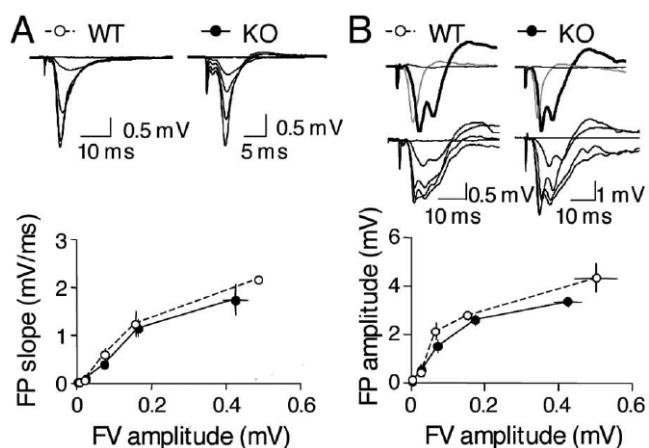 A
WT
KO
0.5 mV
10 ms
0.5 mV
5 ms
FP slope (mV/ms)
3
2
1
0
0
0.2
0.4
0.6
FV amplitude (mV)
B
WT
KO
0.5 mV
10 ms
1 mV
10 ms
FP amplitude (mV)
6
4
2
0
0
0.2
0.4
0.6
FV amplitude (mV)